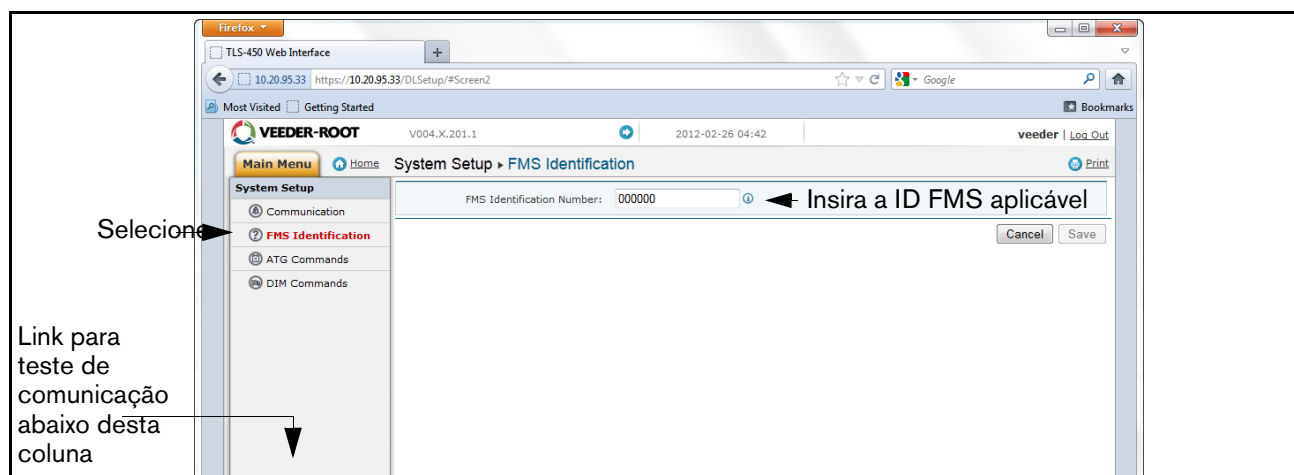 Firefox
TLS-450 Web Interface
10.20.95.33 https://10.20.95.33/DLSetup/#Screen2
Google
Most Visited Getting Started
Bookmarks
VEEDER-ROOT V004.X.201.1 2012-02-26 04:42 veeder | Log Out
Main Menu Home System Setup ▸ FMS Identification Print
System Setup
FMS Identification Number: 000000
Insira a ID FMS aplicável
Communication
Selecione
FMS Identification
Cancel Save
ATG Commands
DIM Commands
Link para
teste de
comunicação
abaixo desta
coluna